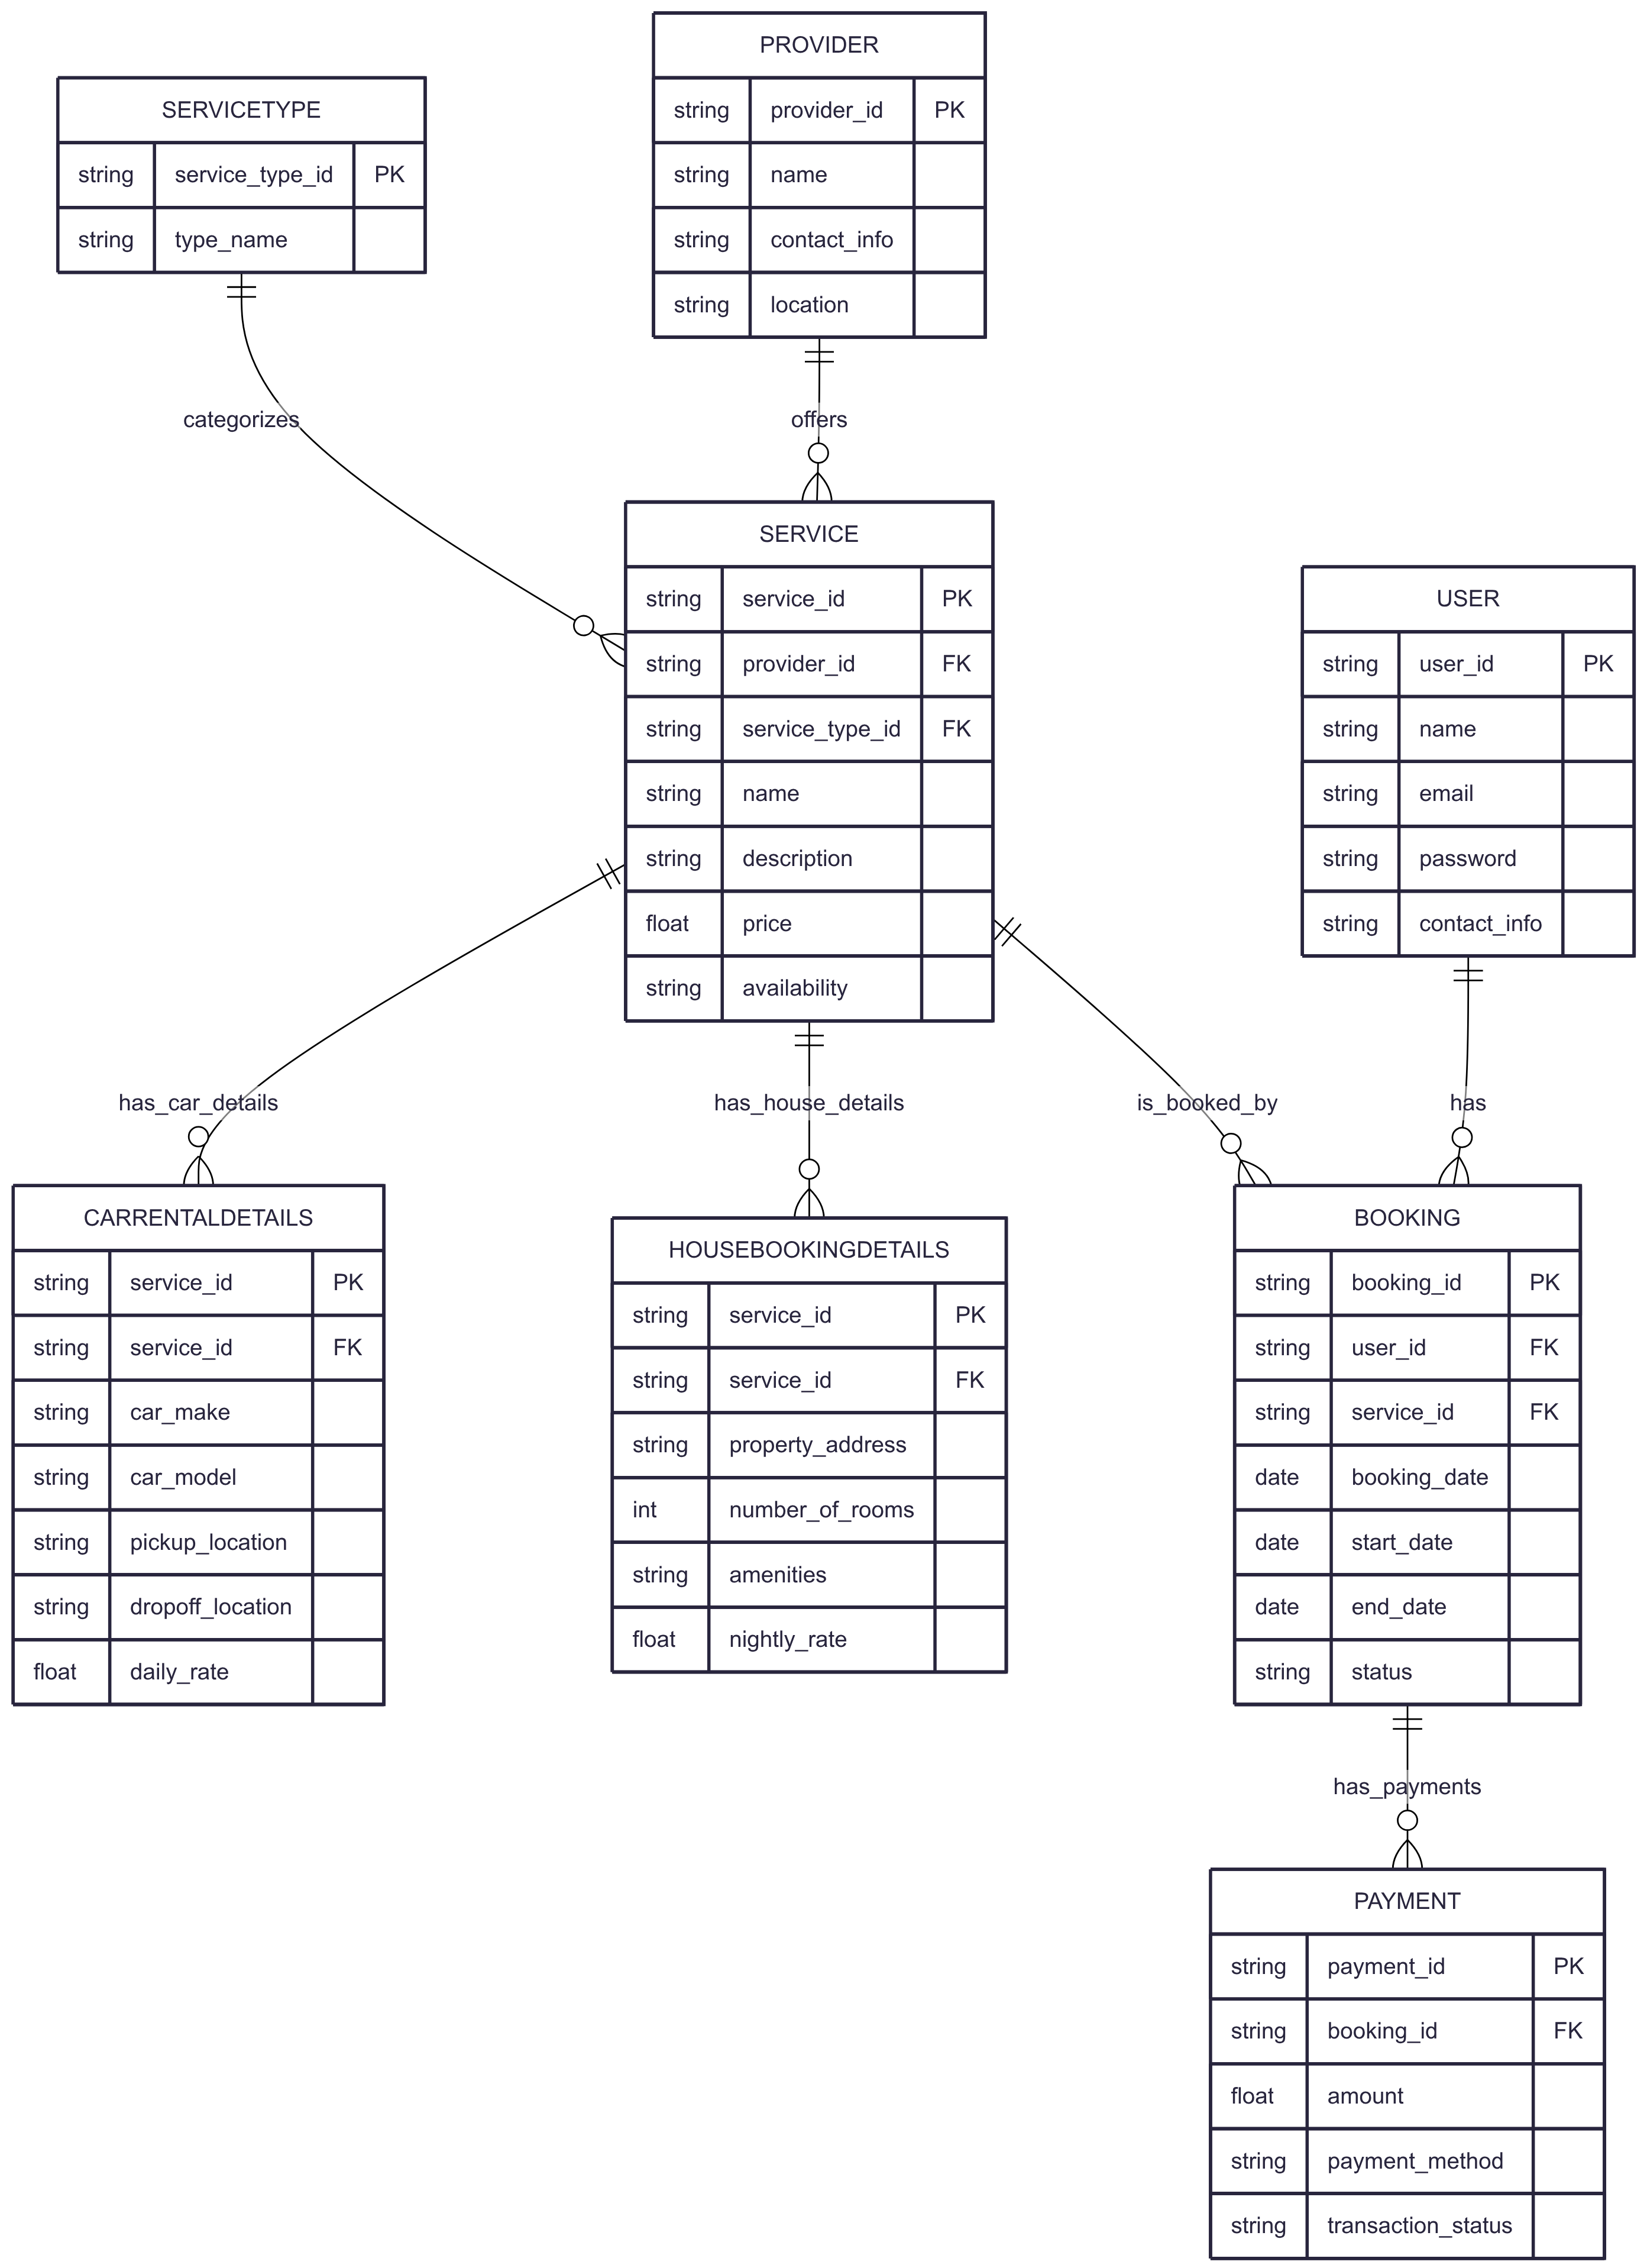 PROVIDER
string provider_id PK
string name
string contact_info
string location
SERVICETYPE
string service_type_id PK
string type_name
categorizes
offers
SERVICE
string service_id PK
string provider_id FK
string service_type_id FK
string name
string description
float price
string availability
USER
string user_id PK
string name
string email
string password
string contact_info
has_car_details
has_house_details
is_booked_by
has
CARRENTALDETAILS
string service_id PK
string service_id FK
string car_make
string car_model
string pickup_location
string dropoff_location
float daily_rate
HOUSEBOOKINGDETAILS
string service_id PK
string service_id FK
string property_address
int number_of_rooms
string amenities
float nightly_rate
BOOKING
string booking_id PK
string user_id FK
string service_id FK
date booking_date
date start_date
date end_date
string status
has_payments
PAYMENT
string payment_id PK
string booking_id FK
float amount
string payment_method
string transaction_status